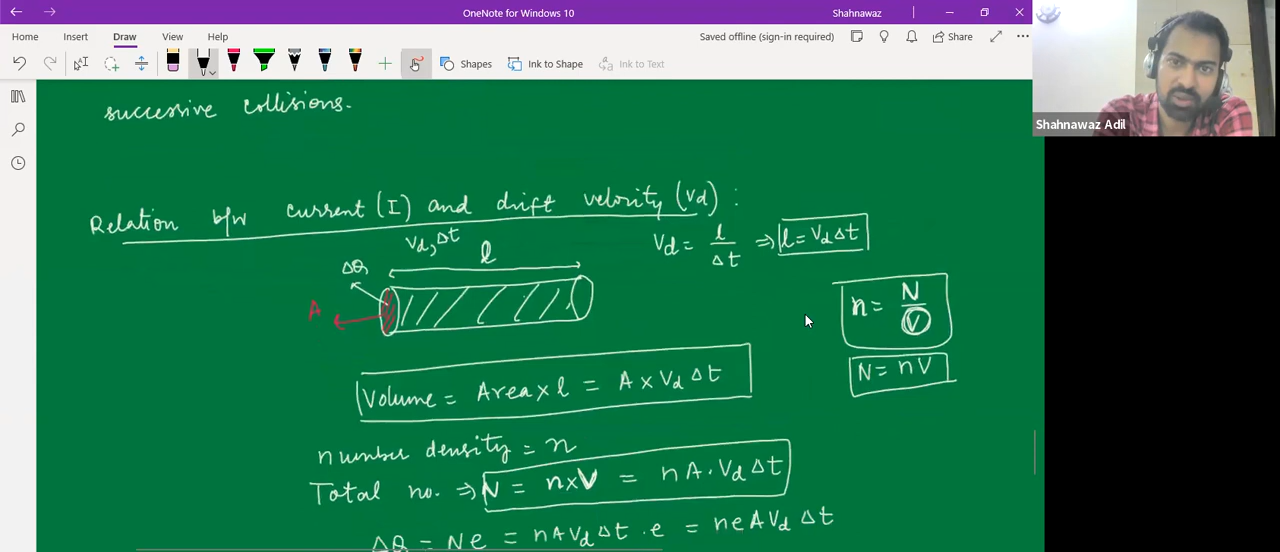 OneNote for Windows 10
Shahnawaz
Home Insert Draw View Help
Saved offline (sign-in required) Share
Shapes Ink to Shape Ink to Text
Shahnawaz Adil
successive collisions.
Relation b/w current (I) and drift velocity (vd) :
Vd, Δt
l
ΔQ
A
Vd = l/Δt ⇒ l = Vd Δt
n = N/V
N = nV
Volume = Area × l = A × Vd Δt
number density = n
Total no. ⇒ N = n×V = nA·Vd Δt
ΔQ = Ne = nAVd Δt · e = neAVd Δt